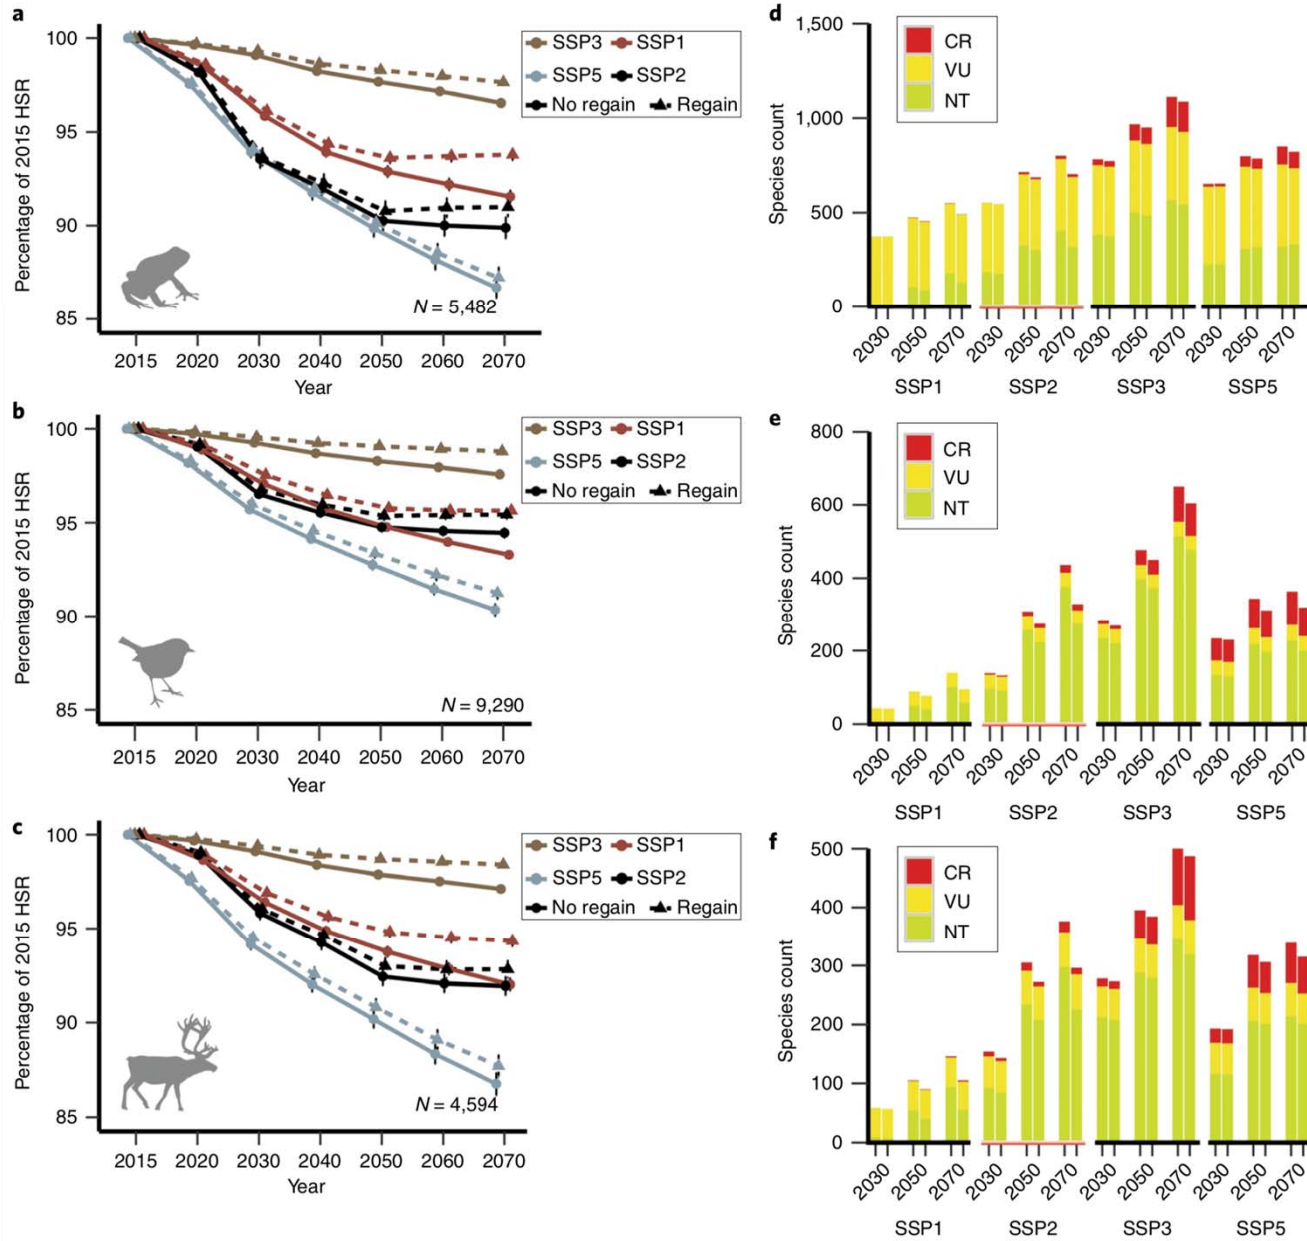 a
100
95
90
85
Percentage of 2015 HSR
SSP3 SSP1
SSP5 SSP2
No regain Regain
N = 5,482
2015 2020 2030 2040 2050 2060 2070
Year
b
100
95
90
85
Percentage of 2015 HSR
SSP3 SSP1
SSP5 SSP2
No regain Regain
N = 9,290
2015 2020 2030 2040 2050 2060 2070
Year
c
100
95
90
85
Percentage of 2015 HSR
SSP3 SSP1
SSP5 SSP2
No regain Regain
N = 4,594
2015 2020 2030 2040 2050 2060 2070
Year
d
1,500
1,000
500
0
Species count
CR
VU
NT
2030 2050 2070 2030 2050 2070 2030 2050 2070 2030 2050 2070
SSP1 SSP2 SSP3 SSP5
e
800
600
400
200
0
Species count
CR
VU
NT
2030 2050 2070 2030 2050 2070 2030 2050 2070 2030 2050 2070
SSP1 SSP2 SSP3 SSP5
f
500
400
300
200
100
0
Species count
CR
VU
NT
2030 2050 2070 2030 2050 2070 2030 2050 2070 2030 2050 2070
SSP1 SSP2 SSP3 SSP5